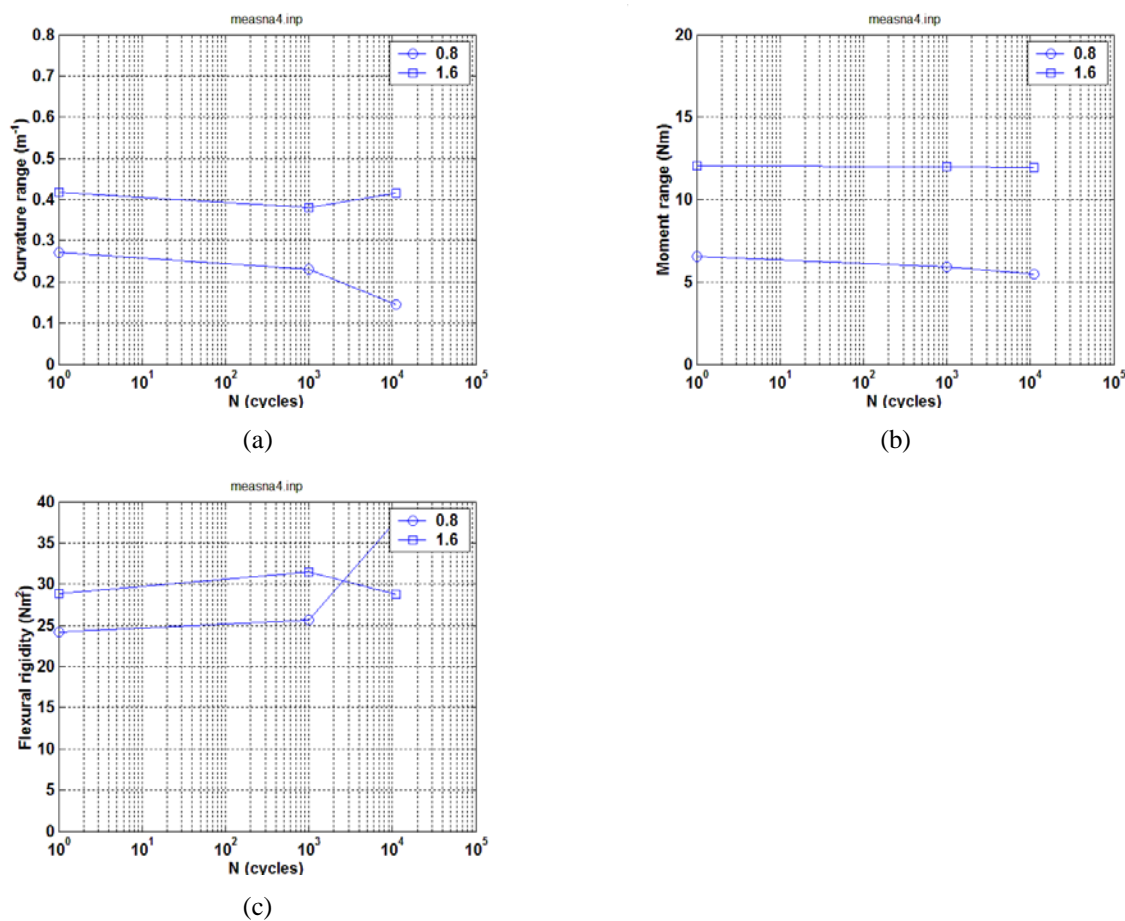 measna4.inp
0.8
1.6
Curvature range (m⁻¹)
0.8
0.7
0.6
0.5
0.4
0.3
0.2
0.1
0
10⁰ 10¹ 10² 10³ 10⁴ 10⁵
N (cycles)
(a)
measna4.inp
0.8
1.6
Moment range (Nm)
20
15
10
5
0
10⁰ 10¹ 10² 10³ 10⁴ 10⁵
N (cycles)
(b)
measna4.inp
0.8
1.6
Flexural rigidity (Nm²)
40
35
30
25
20
15
10
5
0
10⁰ 10¹ 10² 10³ 10⁴ 10⁵
N (cycles)
(c)